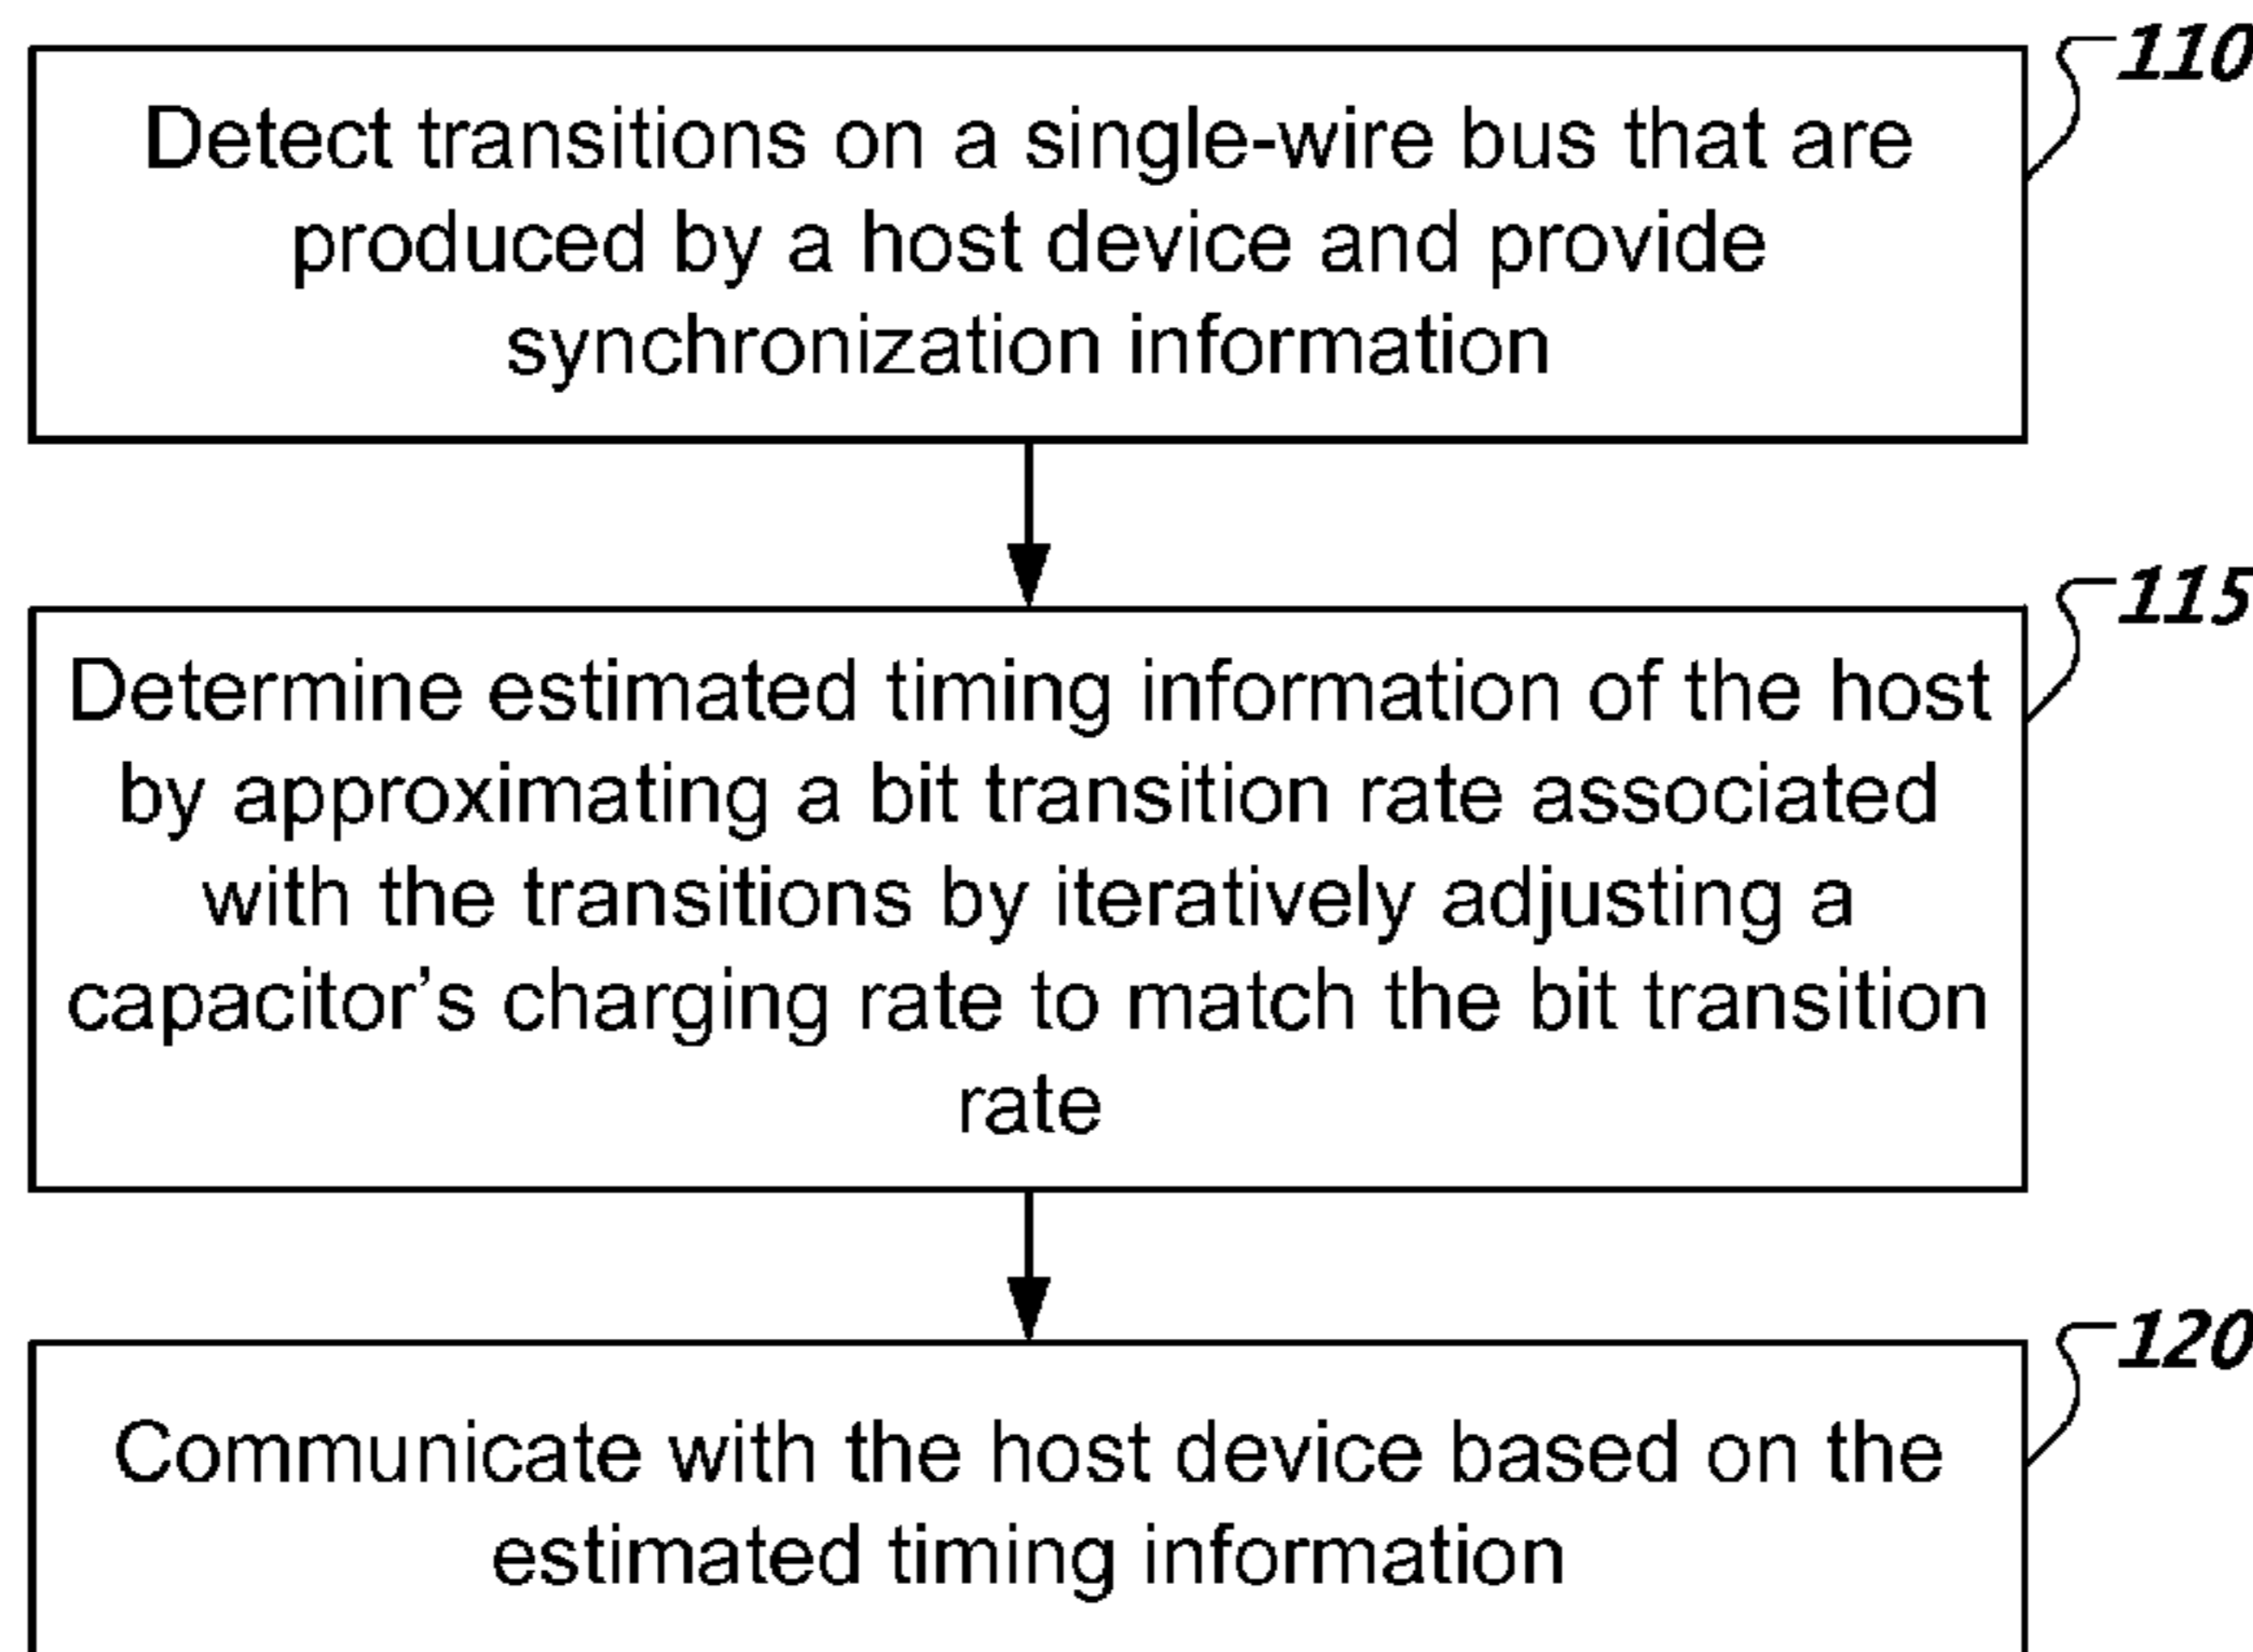 110
Detect transitions on a single-wire bus that are
produced by a host device and provide
synchronization information
115
Determine estimated timing information of the host
by approximating a bit transition rate associated
with the transitions by iteratively adjusting a
capacitor's charging rate to match the bit transition
rate
120
Communicate with the host device based on the
estimated timing information